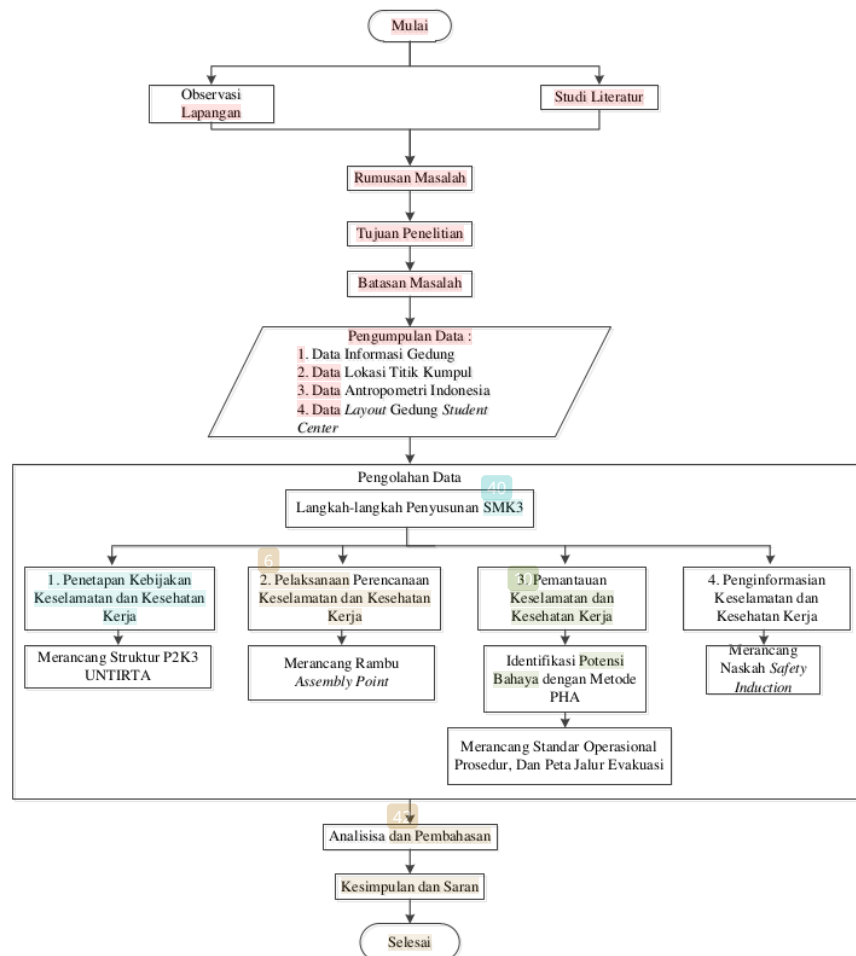 Mulai
Observasi
Lapangan
Studi Literatur
Rumusan Masalah
Tujuan Penelitian
Batasan Masalah
Pengumpulan Data :
1. Data Informasi Gedung
2. Data Lokasi Titik Kumpul
3. Data Antropometri Indonesia
4. Data Layout Gedung Student
Center
Pengolahan Data
40
Langkah-langkah Penyusunan SMK3
6
1. Penetapan Kebijakan
Keselamatan dan Kesehatan
Kerja
2. Pelaksanaan Perencanaan
Keselamatan dan Kesehatan
Kerja
3. Pemantauan
Keselamatan dan
Kesehatan Kerja
4. Penginformasian
Keselamatan dan
Kesehatan Kerja
Merancang Struktur P2K3
UNTIRTA
Merancang Rambu
Assembly Point
Identifikasi Potensi
Bahaya dengan Metode
PHA
Merancang
Naskah Safety
Induction
Merancang Standar Operasional
Prosedur, Dan Peta Jalur Evakuasi
Analisisa dan Pembahasan
Kesimpulan dan Saran
Selesai